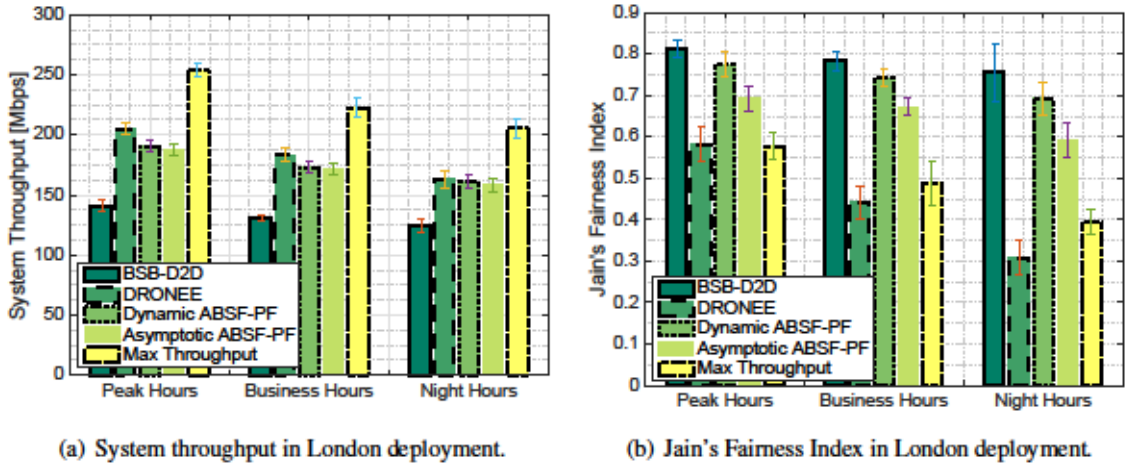 300
250
200
150
100
50
0
System Throughput [Mbps]
BSB-D2D
DRONEE
Dynamic ABSF-PF
Asymptotic ABSF-PF
Max Throughput
Peak Hours
Business Hours
Night Hours
(a) System throughput in London deployment.
0.9
0.8
0.7
0.6
0.5
0.4
0.3
0.2
0.1
0
Jain's Fairness Index
BSB-D2D
DRONEE
Dynamic ABSF-PF
Asymptotic ABSF-PF
Max Throughput
Peak Hours
Business Hours
Night Hours
(b) Jain's Fairness Index in London deployment.